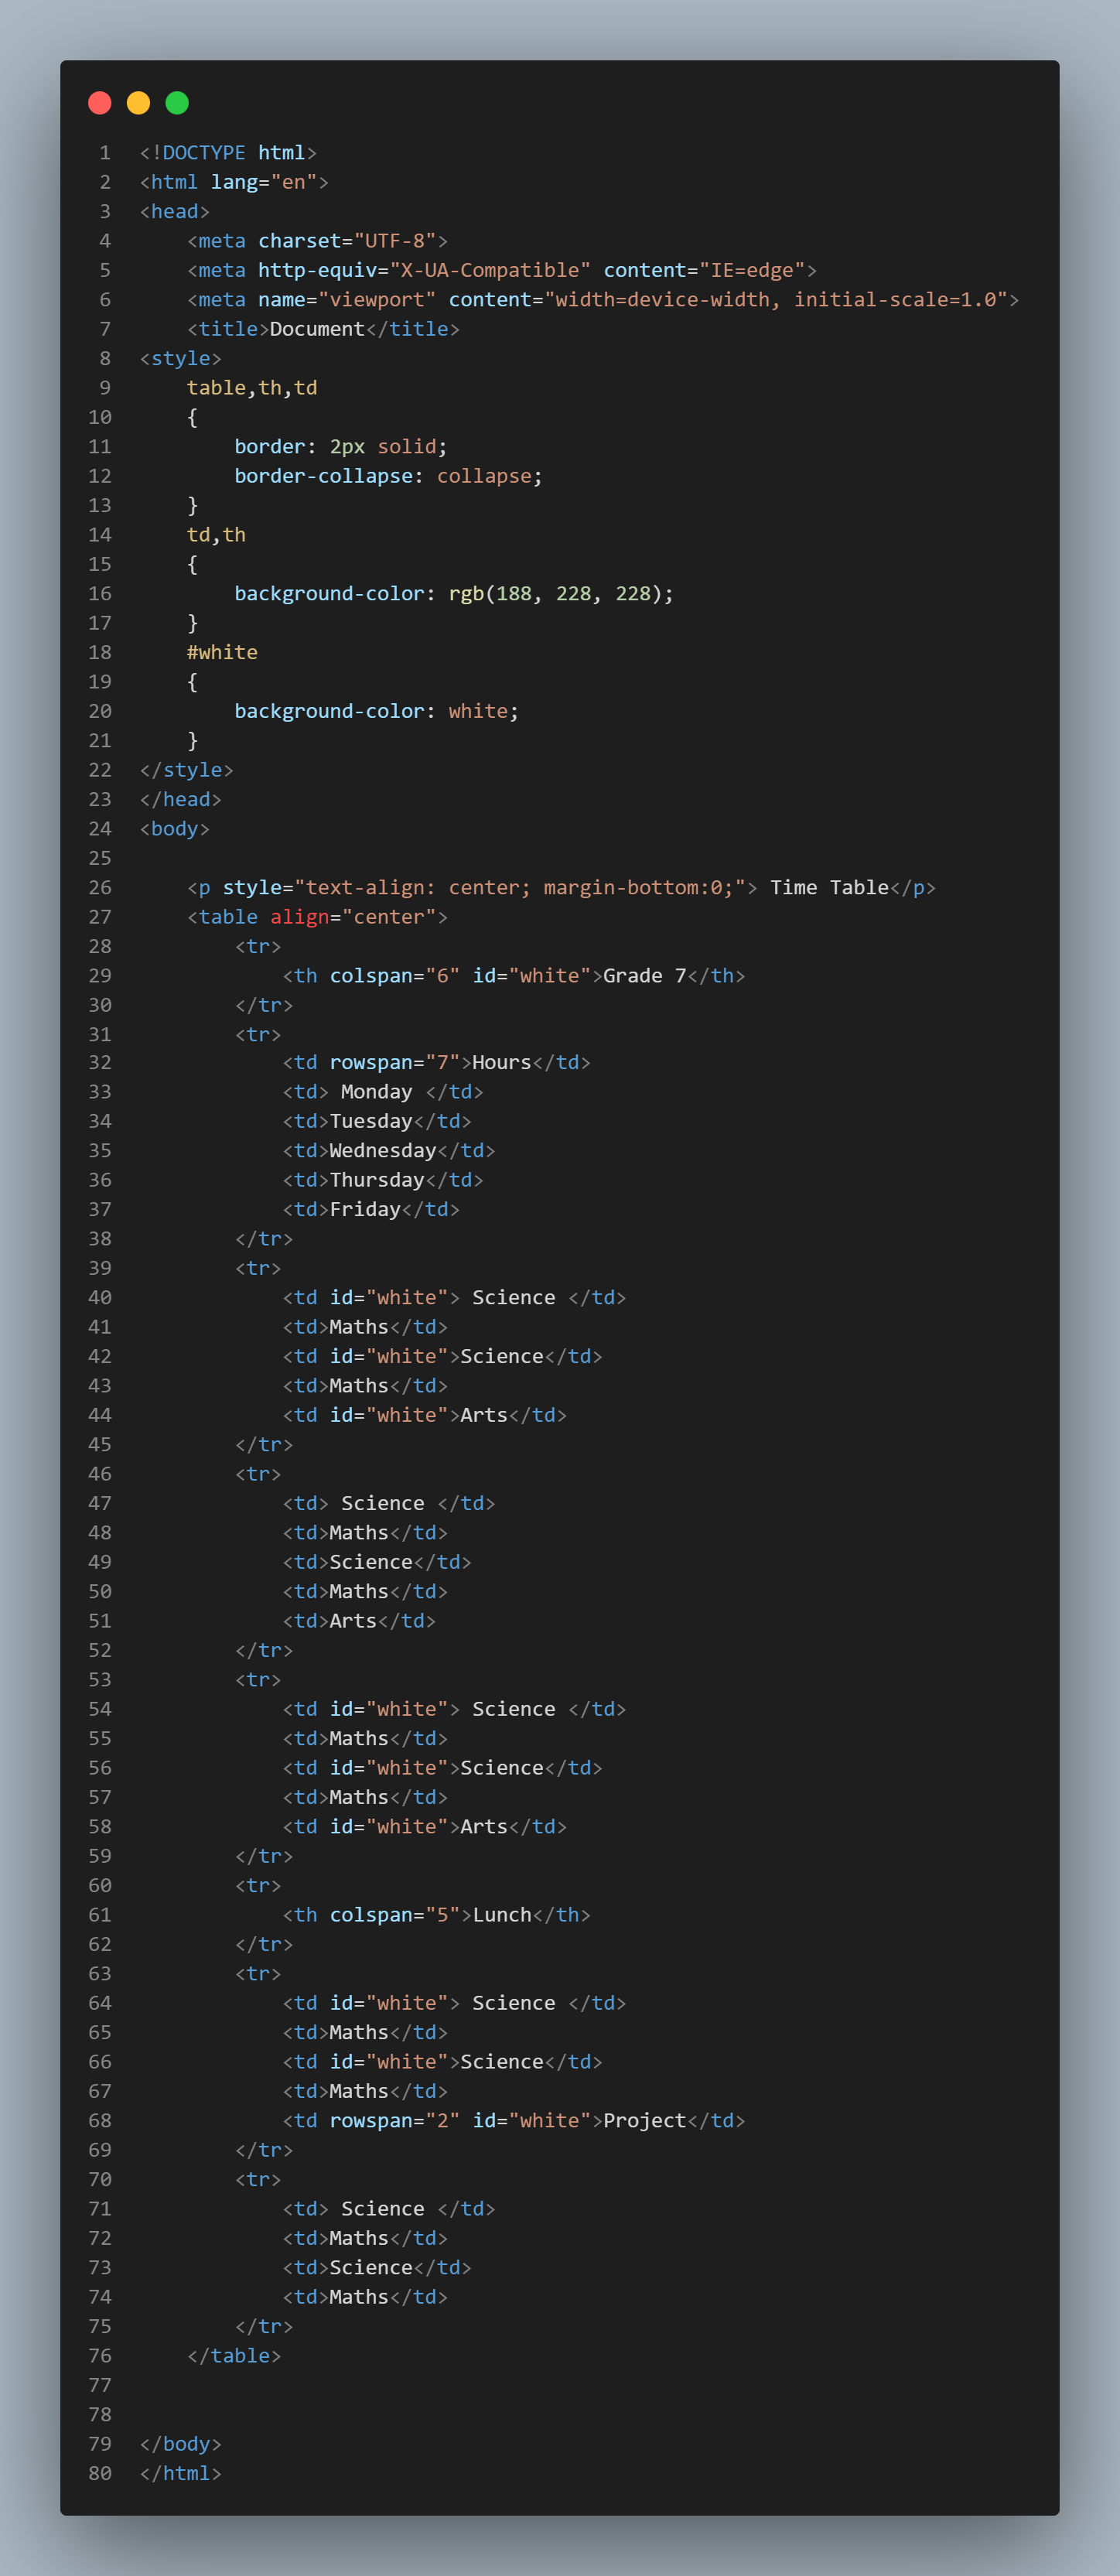 1 <!DOCTYPE html>
2 <html lang="en">
3 <head>
4     <meta charset="UTF-8">
5     <meta http-equiv="X-UA-Compatible" content="IE=edge">
6     <meta name="viewport" content="width=device-width, initial-scale=1.0">
7     <title>Document</title>
8 <style>
9     table,th,td
10     {
11         border: 2px solid;
12         border-collapse: collapse;
13     }
14     td,th
15     {
16         background-color: rgb(188, 228, 228);
17     }
18     #white
19     {
20         background-color: white;
21     }
22 </style>
23 </head>
24 <body>
25
26     <p style="text-align: center; margin-bottom:0;"> Time Table</p>
27     <table align="center">
28         <tr>
29             <th colspan="6" id="white">Grade 7</th>
30         </tr>
31         <tr>
32             <td rowspan="7">Hours</td>
33             <td> Monday </td>
34             <td>Tuesday</td>
35             <td>Wednesday</td>
36             <td>Thursday</td>
37             <td>Friday</td>
38         </tr>
39         <tr>
40             <td id="white"> Science </td>
41             <td>Maths</td>
42             <td id="white">Science</td>
43             <td>Maths</td>
44             <td id="white">Arts</td>
45         </tr>
46         <tr>
47             <td> Science </td>
48             <td>Maths</td>
49             <td>Science</td>
50             <td>Maths</td>
51             <td>Arts</td>
52         </tr>
53         <tr>
54             <td id="white"> Science </td>
55             <td>Maths</td>
56             <td id="white">Science</td>
57             <td>Maths</td>
58             <td id="white">Arts</td>
59         </tr>
60         <tr>
61             <th colspan="5">Lunch</th>
62         </tr>
63         <tr>
64             <td id="white"> Science </td>
65             <td>Maths</td>
66             <td id="white">Science</td>
67             <td>Maths</td>
68             <td rowspan="2" id="white">Project</td>
69         </tr>
70         <tr>
71             <td> Science </td>
72             <td>Maths</td>
73             <td>Science</td>
74             <td>Maths</td>
75         </tr>
76     </table>
77
78
79 </body>
80 </html>